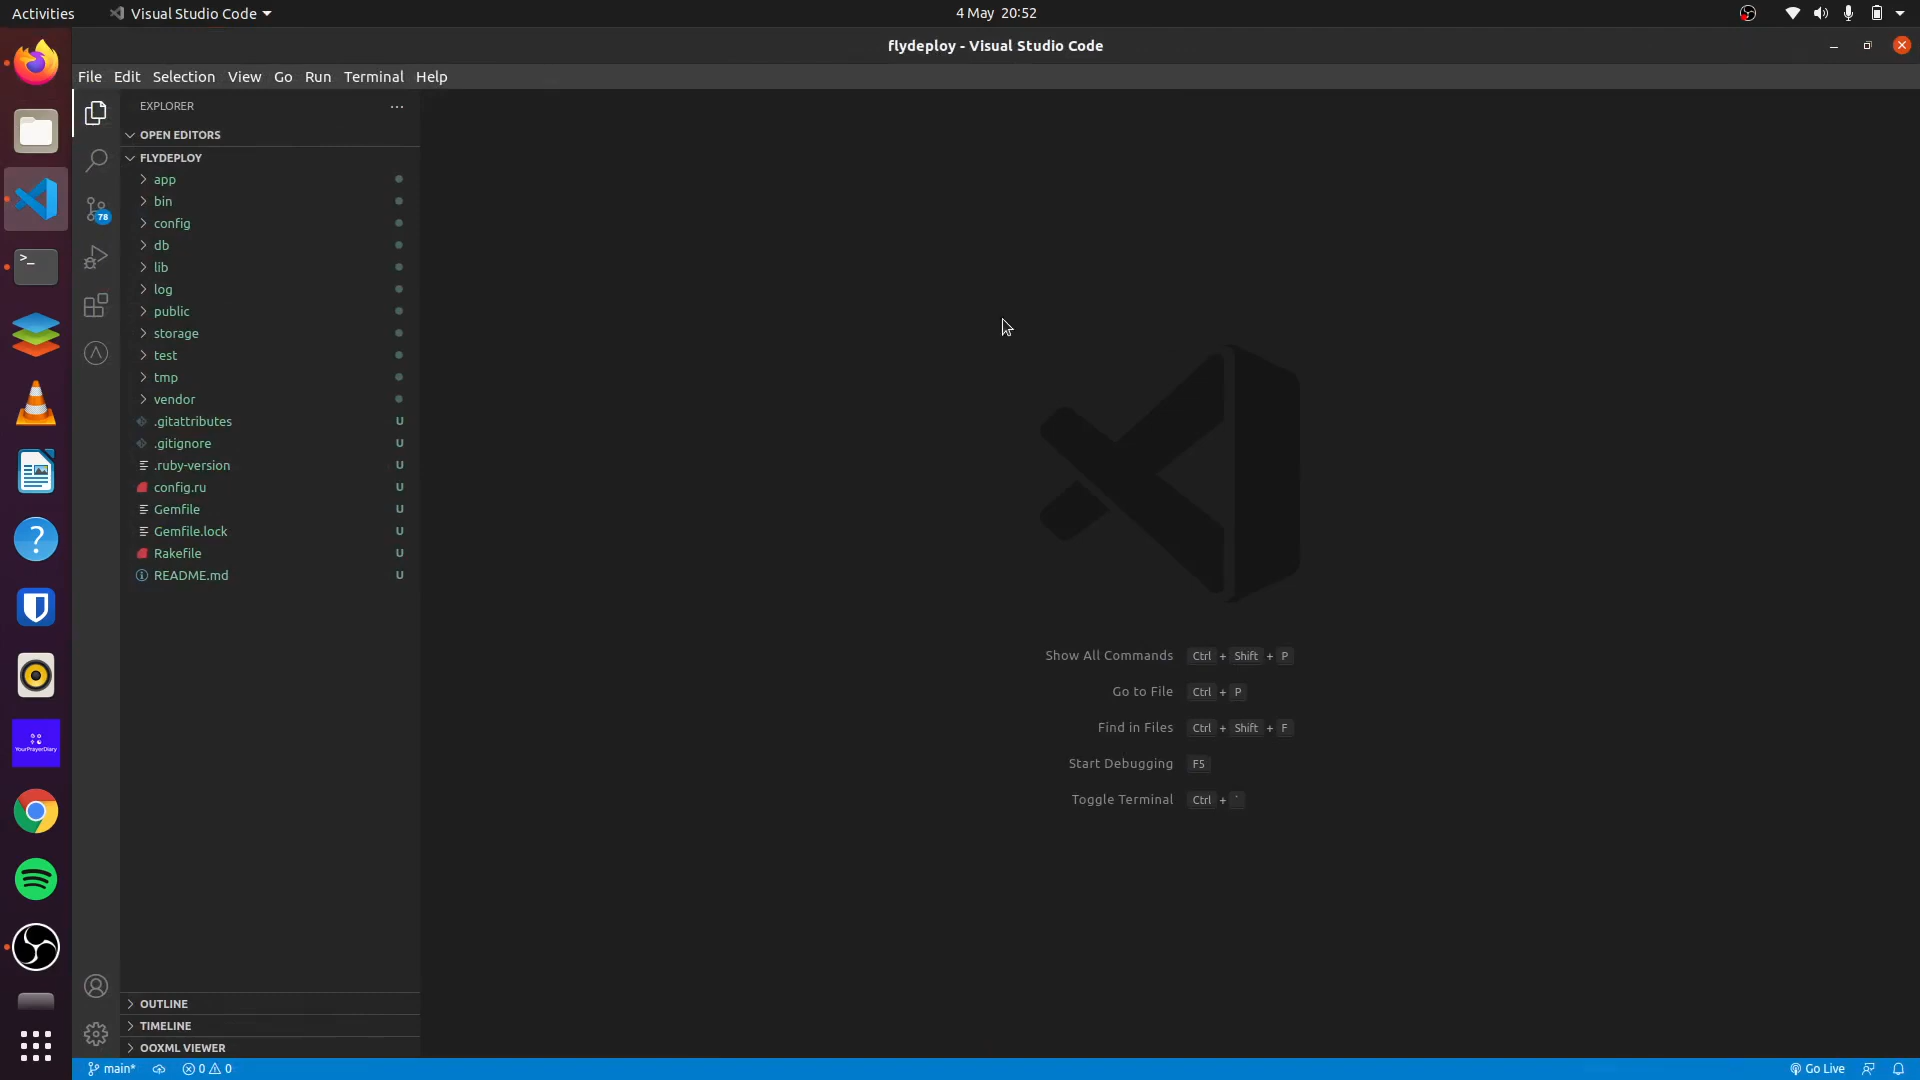 Activities
Visual Studio Code
4 May 20:52
flydeploy - Visual Studio Code
File Edit Selection View Go Run Terminal Help
EXPLORER
OPEN EDITORS
FLYDEPLOY
app
bin
config
db
lib
log
public
storage
test
tmp
vendor
.gitattributes U
.gitignore U
.ruby-version U
config.ru U
Gemfile U
Gemfile.lock U
Rakefile U
README.md U
78
>_
?
YourPrayerDiary
Show All Commands Ctrl + Shift + P
Go to File Ctrl + P
Find in Files Ctrl + Shift + F
Start Debugging F5
Toggle Terminal Ctrl + `
OUTLINE
TIMELINE
OOXML VIEWER
main* 0 0 Go Live